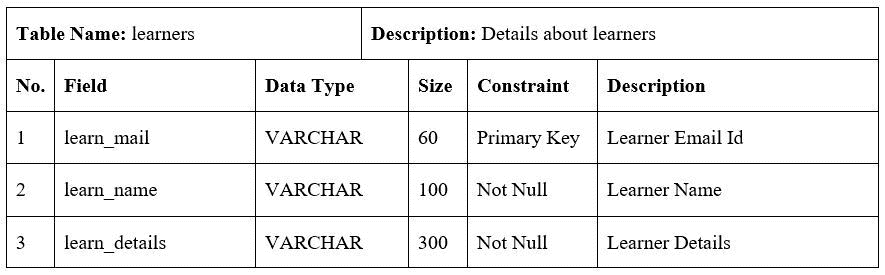 Table Name: learners Description: Details about learners
No. Field Data Type Size Constraint Description
1 learn_mail VARCHAR 60 Primary Key Learner Email Id
2 learn_name VARCHAR 100 Not Null Learner Name
3 learn_details VARCHAR 300 Not Null Learner Details